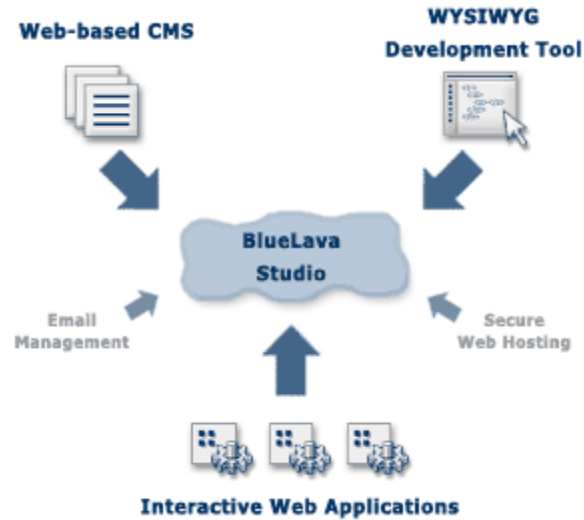 Web-based CMS
WYSIWYG
Development Tool
BlueLava
Studio
Email
Management
Secure
Web Hosting
Interactive Web Applications